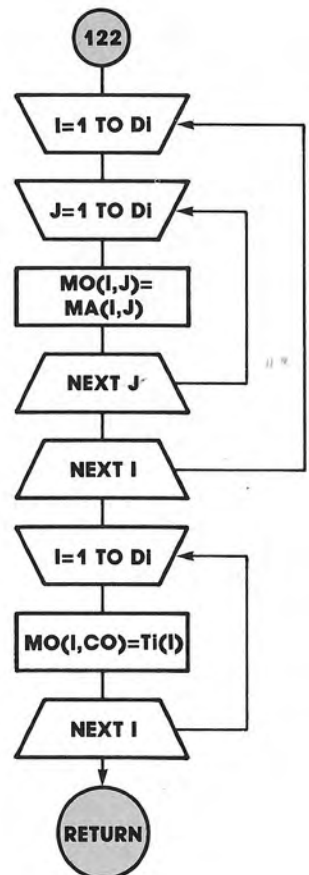 122
I=1 TO Di
J=1 TO Di
MO(I,J)=
MA(I,J)
NEXT J
NEXT I
I=1 TO Di
MO(I,CO)=Ti(I)
NEXT I
RETURN